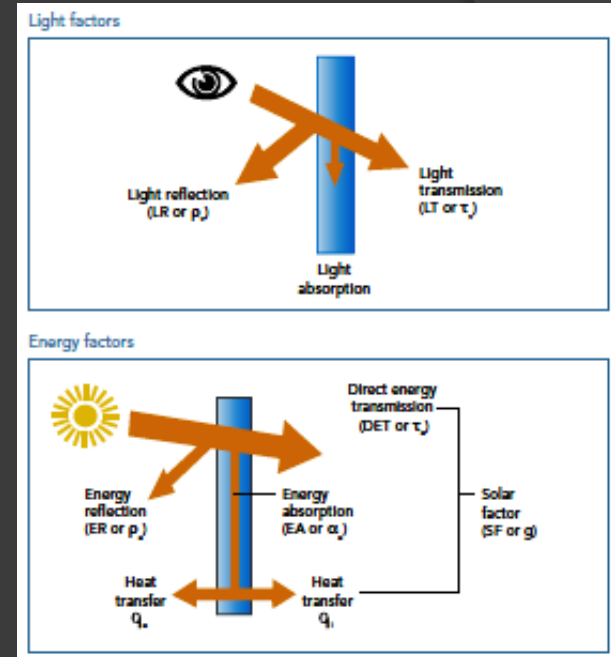 Light factors
Light reflection
(LR or ρᵥ)
Light
transmission
(LT or τᵥ)
Light
absorption
Energy factors
Direct energy
transmission
(DET or τₑ)
Energy
reflection
(ER or ρₑ)
Energy
absorption
(EA or αₑ)
Solar
factor
(SF or g)
Heat
transfer
qₑ
Heat
transfer
qᵢ